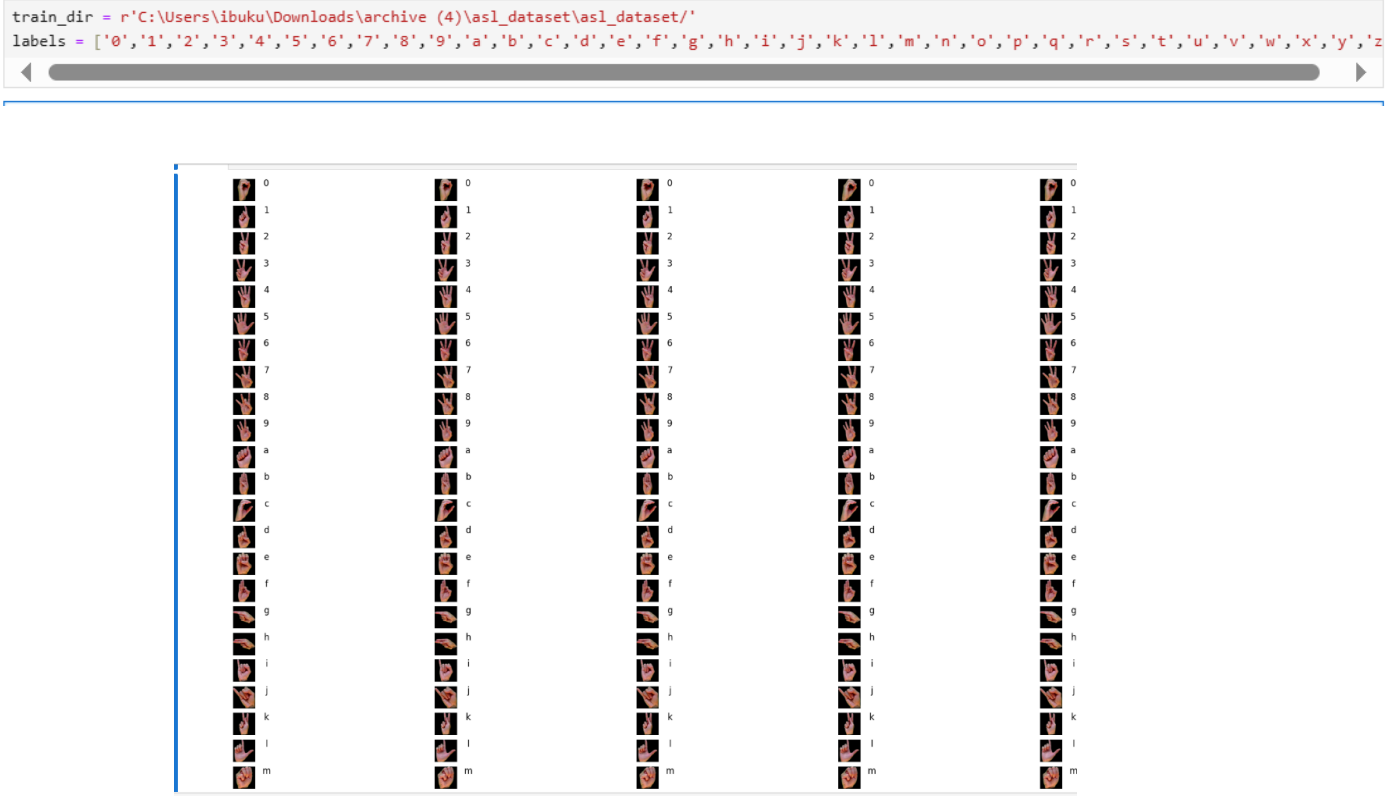 train_dir = r'C:\Users\ibuku\Downloads\archive (4)\asl_dataset\asl_dataset/'
labels = ['0','1','2','3','4','5','6','7','8','9','a','b','c','d','e','f','g','h','i','j','k','l','m','n','o','p','q','r','s','t','u','v','w','x','y','z
0 0 0 0 0
1 1 1 1 1
2 2 2 2 2
3 3 3 3 3
4 4 4 4 4
5 5 5 5 5
6 6 6 6 6
7 7 7 7 7
8 8 8 8 8
9 9 9 9 9
a a a a a
b b b b b
c c c c c
d d d d d
e e e e e
f f f f f
g g g g g
h h h h h
i i i i i
j j j j j
k k k k k
l l l l l
m m m m m